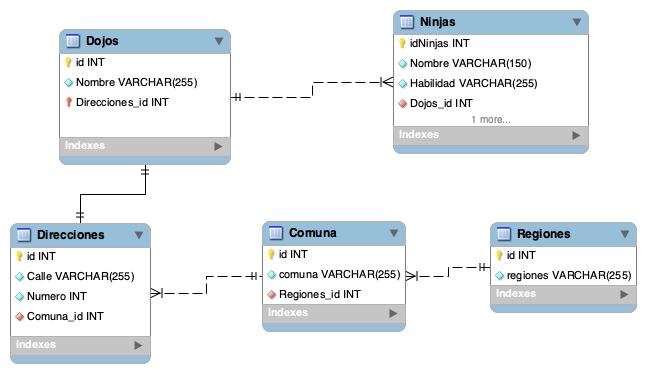 Dojos
id INT
Nombre VARCHAR(255)
Direcciones_id INT
Indexes
Ninjas
idNinjas INT
Nombre VARCHAR(150)
Habilidad VARCHAR(255)
Dojos_id INT
1 more...
Indexes
Direcciones
id INT
Calle VARCHAR(255)
Numero INT
Comuna_id INT
Indexes
Comuna
id INT
comuna VARCHAR(255)
Regiones_id INT
Indexes
Regiones
id INT
regiones VARCHAR(255)
Indexes